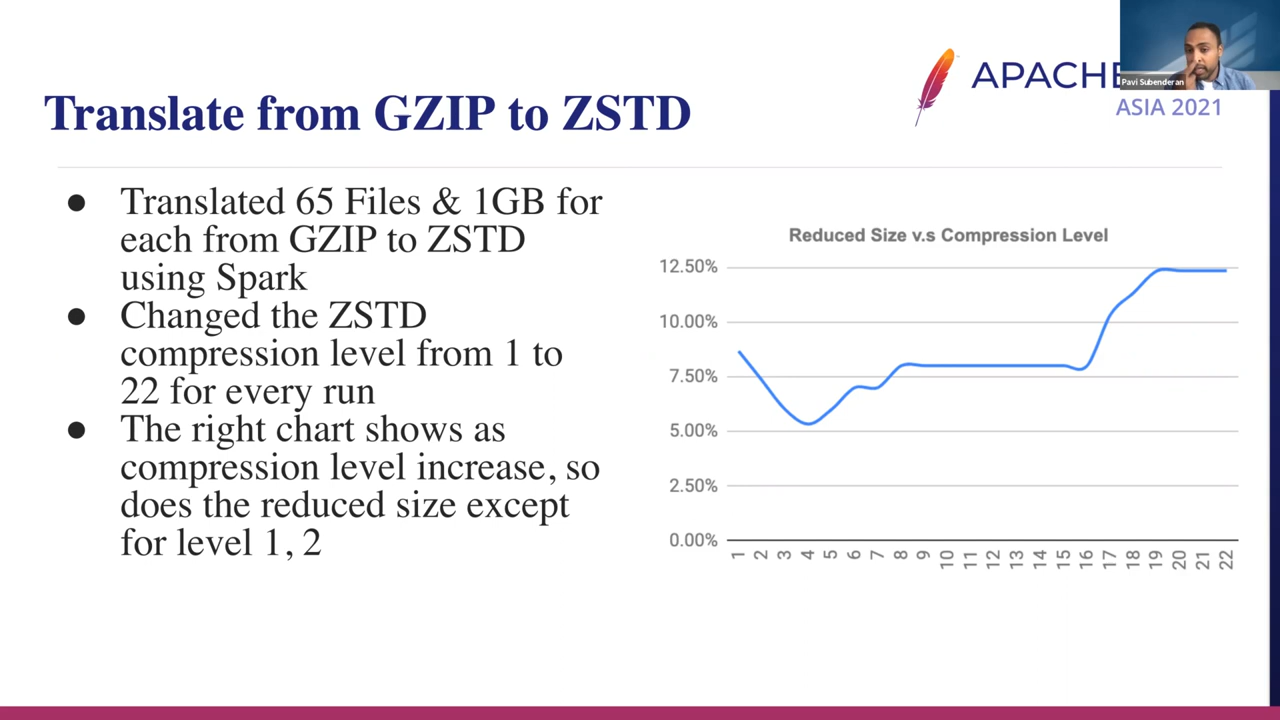 APACHE
Pavi Subenderan
ASIA 2021
Translate from GZIP to ZSTD
● Translated 65 Files & 1GB for
each from GZIP to ZSTD
using Spark
● Changed the ZSTD
compression level from 1 to
22 for every run
● The right chart shows as
compression level increase, so
does the reduced size except
for level 1, 2
Reduced Size v.s Compression Level
12.50%
10.00%
7.50%
5.00%
2.50%
0.00%
1 2 3 4 5 6 7 8 9 10 11 12 13 14 15 16 17 18 19 20 21 22